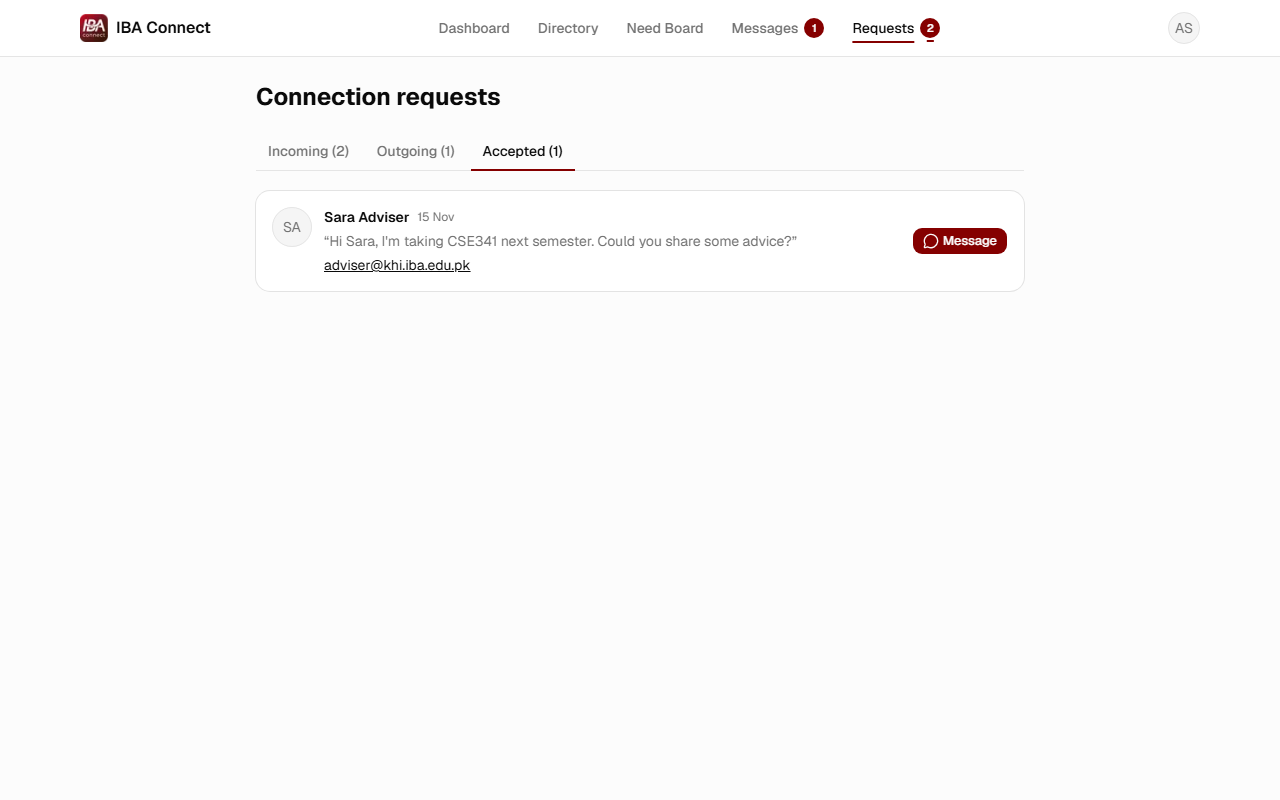 IBA connect IBA Connect Dashboard Directory Need Board Messages 1 Requests 2 AS
Connection requests
Incoming (2) Outgoing (1) Accepted (1)
SA Sara Adviser 15 Nov
“Hi Sara, I'm taking CSE341 next semester. Could you share some advice?”
Message
adviser@khi.iba.edu.pk